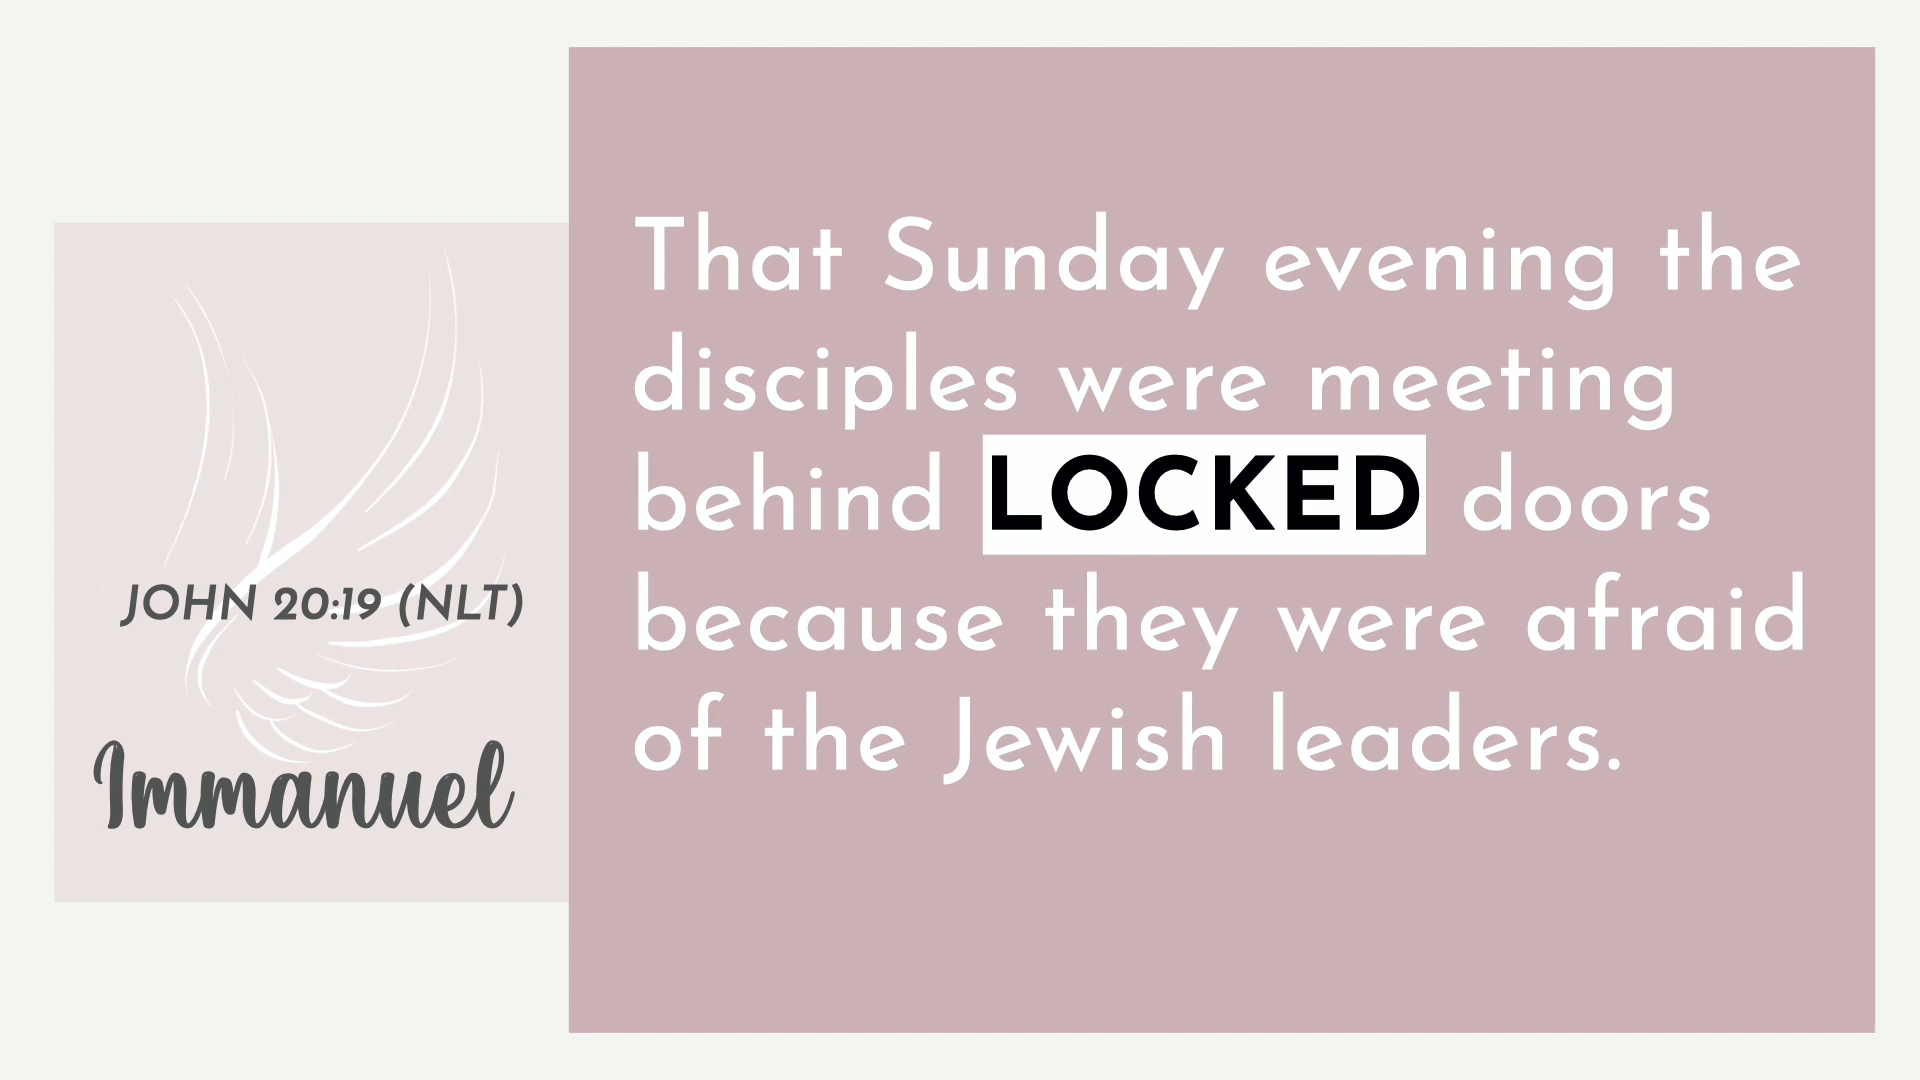 JOHN 20:19 (NLT)
Immanuel
That Sunday evening the
disciples were meeting
behind LOCKED doors
because they were afraid
of the Jewish leaders.